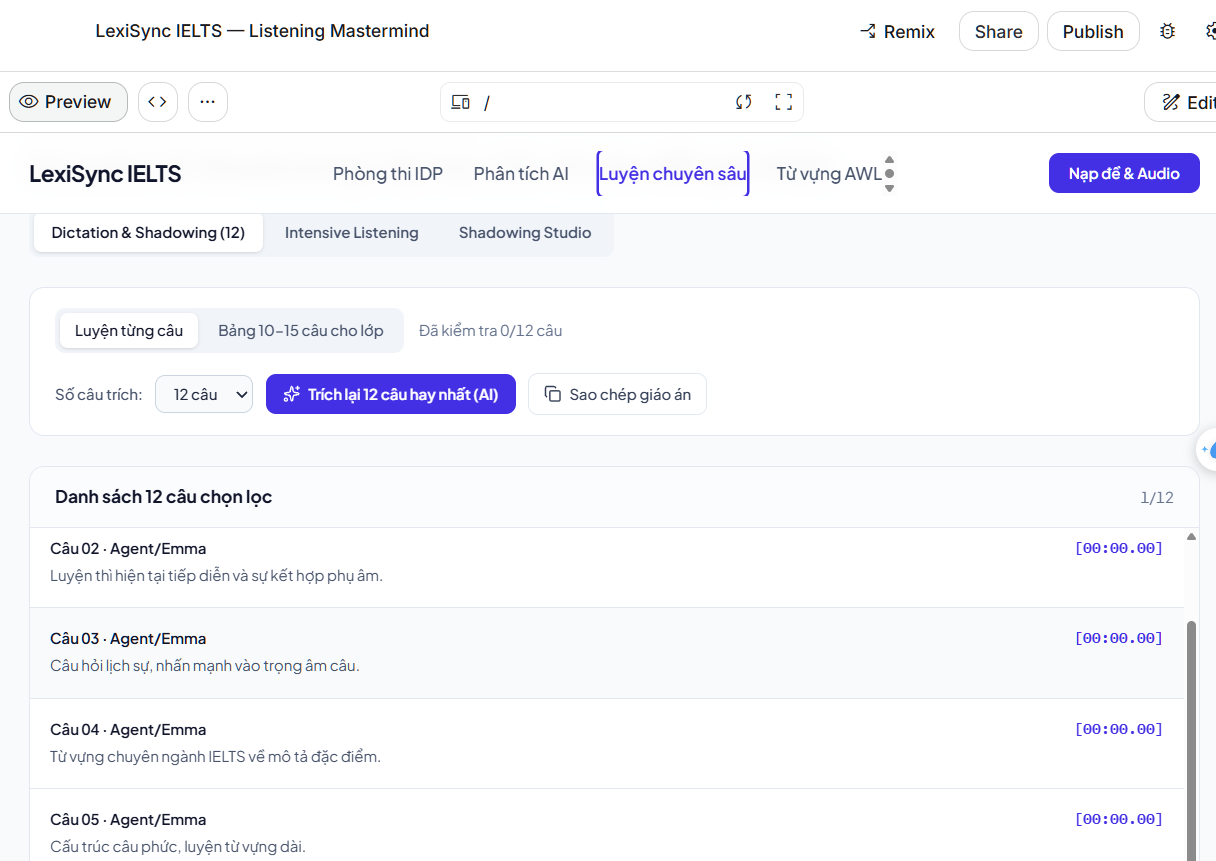 LexiSync IELTS — Listening Mastermind
Remix
Share
Publish
Preview
/
Edit
LexiSync IELTS
Phòng thi IDP
Phân tích AI
Luyện chuyên sâu
Từ vựng AWL
Nạp đề & Audio
Dictation & Shadowing (12)
Intensive Listening
Shadowing Studio
Luyện từng câu
Bảng 10–15 câu cho lớp
Đã kiểm tra 0/12 câu
Số câu trích:
12 câu
Trích lại 12 câu hay nhất (AI)
Sao chép giáo án
Danh sách 12 câu chọn lọc
1/12
Câu 02 · Agent/Emma
[00:00.00]
Luyện thì hiện tại tiếp diễn và sự kết hợp phụ âm.
Câu 03 · Agent/Emma
[00:00.00]
Câu hỏi lịch sự, nhấn mạnh vào trọng âm câu.
Câu 04 · Agent/Emma
[00:00.00]
Từ vựng chuyên ngành IELTS về mô tả đặc điểm.
Câu 05 · Agent/Emma
[00:00.00]
Cấu trúc câu phức, luyện từ vựng dài.